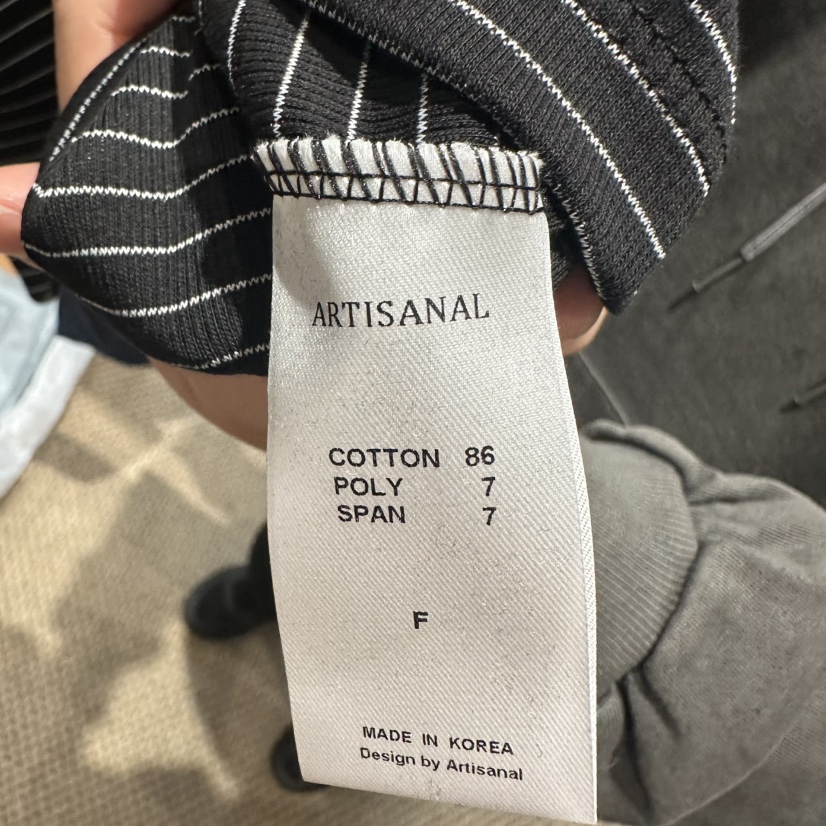 ARTISANAL
COTTON 86
POLY 7
SPAN 7
F
MADE IN KOREA
Design by Artisanal